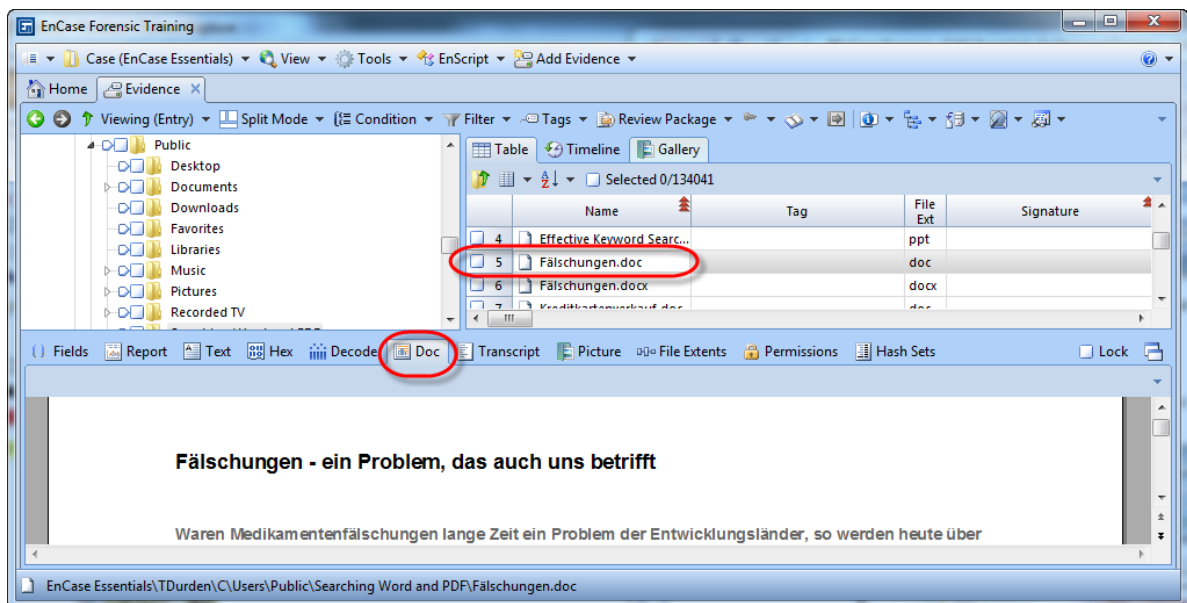 EnCase Forensic Training
Case (EnCase Essentials) View Tools EnScript Add Evidence
Home Evidence
Viewing (Entry) Split Mode Condition Filter Tags Review Package
Public
Desktop
Documents
Downloads
Favorites
Libraries
Music
Pictures
Recorded TV
Table Timeline Gallery
Selected 0/134041
Name Tag File Ext Signature
4 Effective Keyword Searc... ppt
5 Fälschungen.doc doc
6 Fälschungen.docx docx
7 Kreditkartenverkauf.doc doc
Fields Report Text Hex Decode Doc Transcript Picture File Extents Permissions Hash Sets Lock
Fälschungen - ein Problem, das auch uns betrifft
Waren Medikamentenfälschungen lange Zeit ein Problem der Entwicklungsländer, so werden heute über
EnCase Essentials\TDurden\C\Users\Public\Searching Word and PDF\Fälschungen.doc